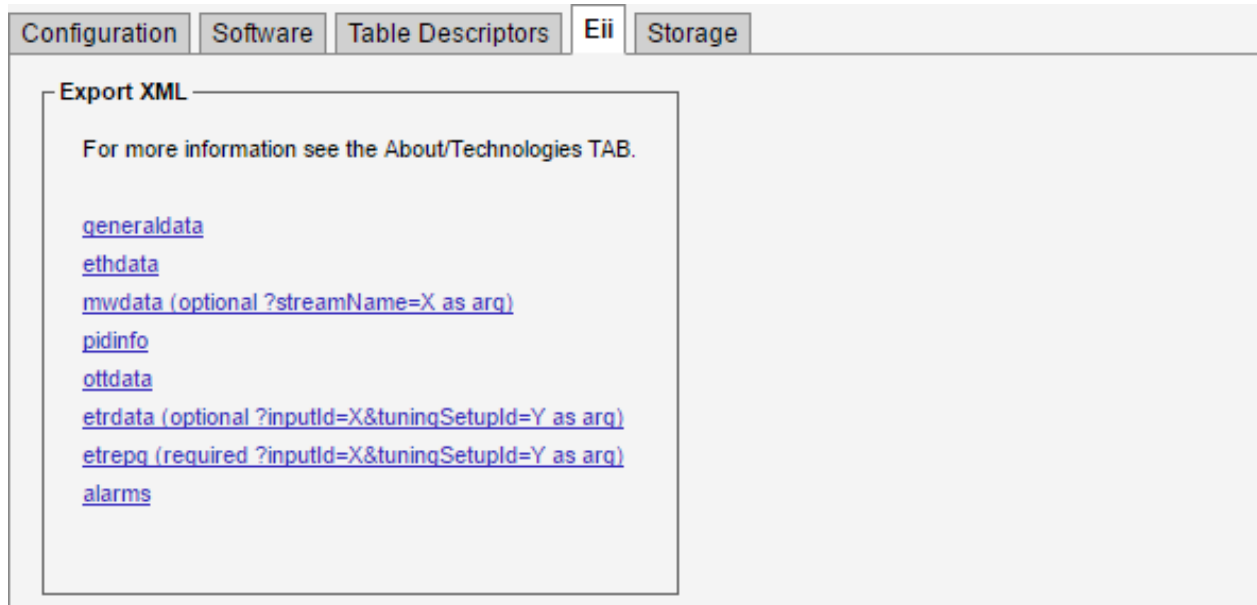 Configuration Software Table Descriptors Eii Storage
Export XML
For more information see the About/Technologies TAB.
generaldata
ethdata
mwdata (optional ?streamName=X as arg)
pidinfo
ottdata
etrdata (optional ?inputId=X&tuningSetupId=Y as arg)
etrepg (required ?inputId=X&tuningSetupId=Y as arg)
alarms